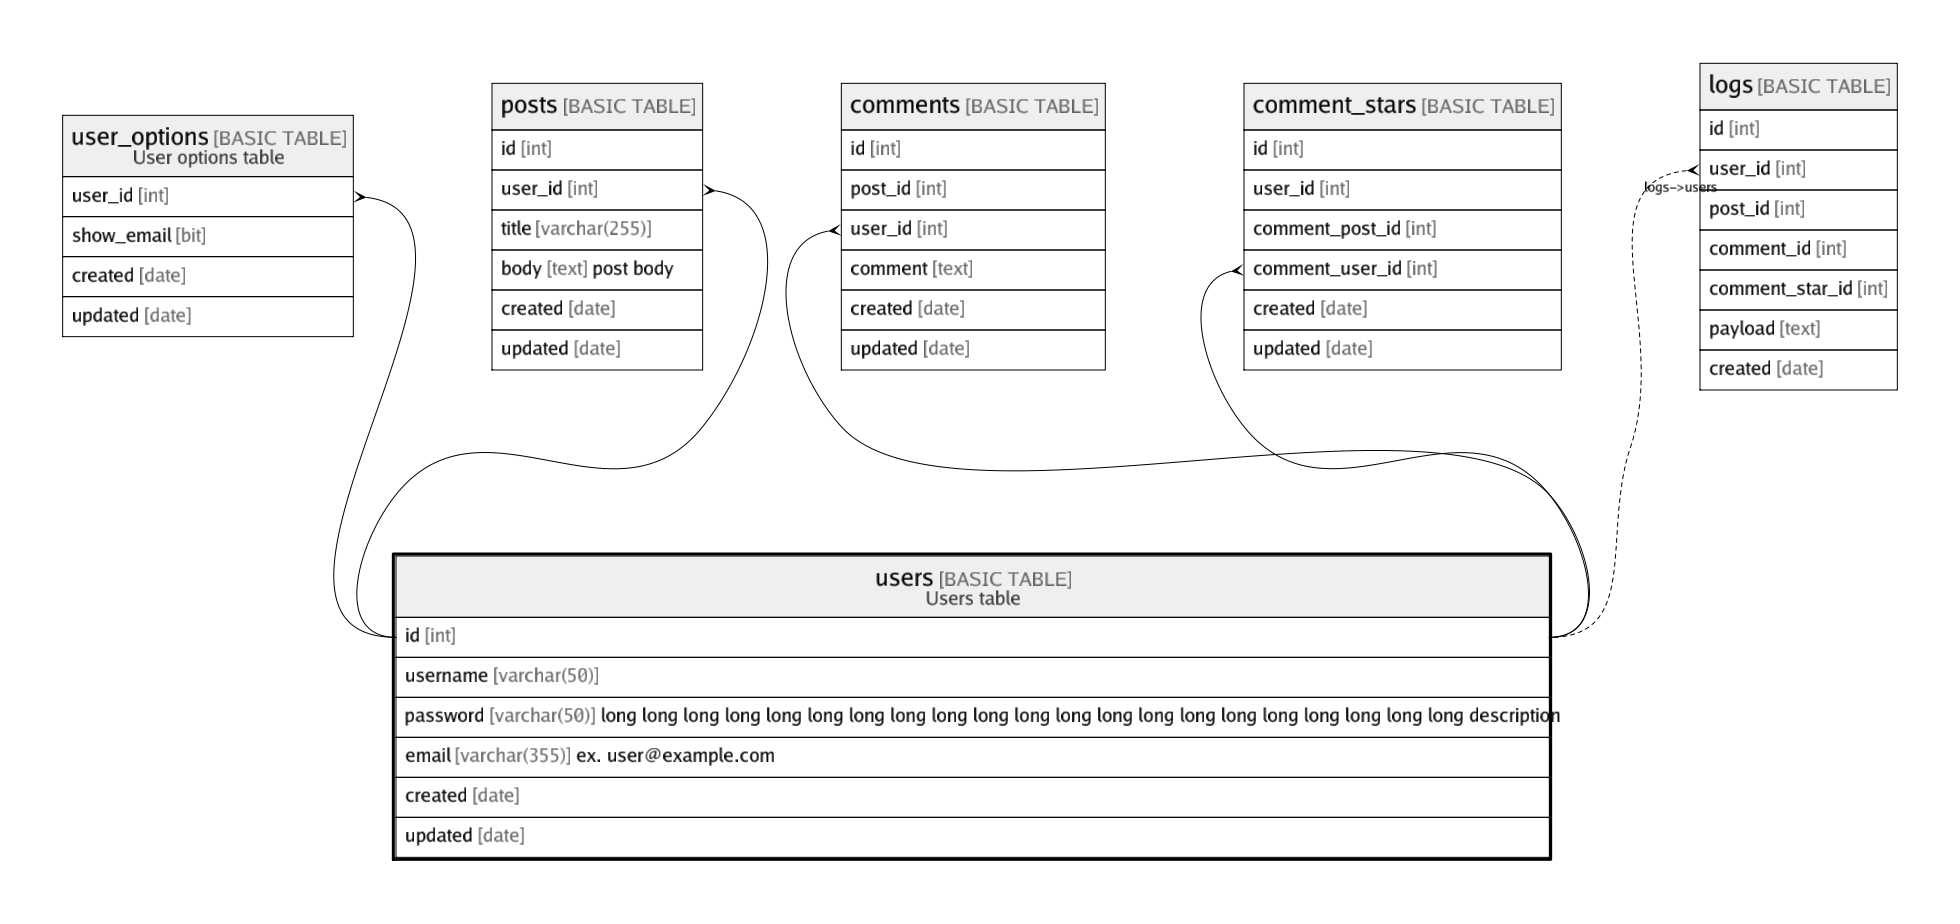 user_options [BASIC TABLE]
User options table
user_id [int]
show_email [bit]
created [date]
updated [date]
posts [BASIC TABLE]
id [int]
user_id [int]
title [varchar(255)]
body [text] post body
created [date]
updated [date]
comments [BASIC TABLE]
id [int]
post_id [int]
user_id [int]
comment [text]
created [date]
updated [date]
comment_stars [BASIC TABLE]
id [int]
user_id [int]
comment_post_id [int]
comment_user_id [int]
created [date]
updated [date]
logs [BASIC TABLE]
id [int]
user_id [int]
logs->users
post_id [int]
comment_id [int]
comment_star_id [int]
payload [text]
created [date]
users [BASIC TABLE]
Users table
id [int]
username [varchar(50)]
password [varchar(50)] long long long long long long long long long long long long long long long long long long long long long description
email [varchar(355)] ex. user@example.com
created [date]
updated [date]